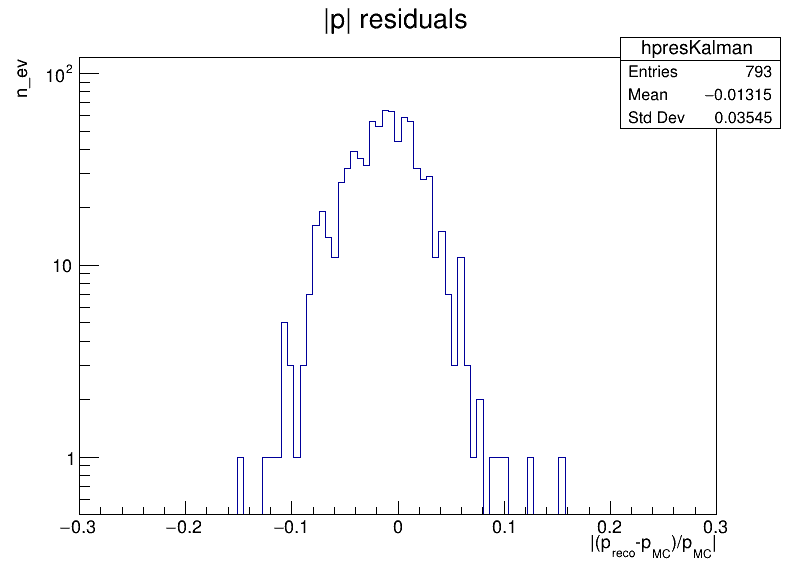 |p| residuals
hpresKalman
Entries 793
Mean −0.01315
Std Dev 0.03545
n_ev
10²
10
1
−0.3 −0.2 −0.1 0 0.1 0.2 0.3
|(p_reco-p_MC)/p_MC|